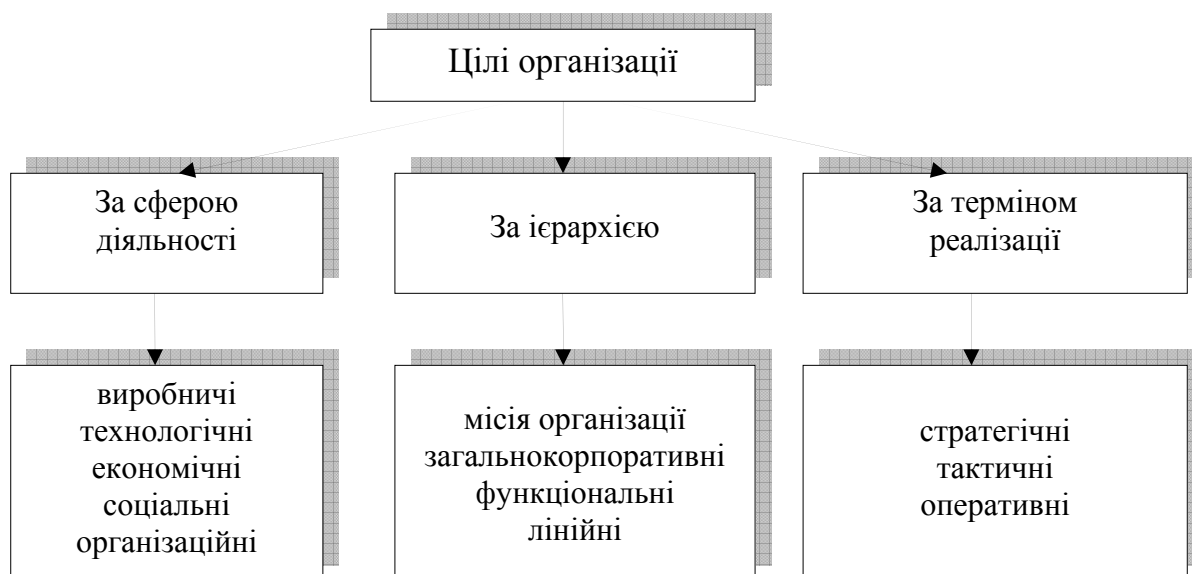 Цілі організації
За сферою
діяльності
За ієрархією
За терміном
реалізації
виробничі
технологічні
економічні
соціальні
організаційні
місія організації
загальнокорпоративні
функціональні
лінійні
стратегічні
тактичні
оперативні